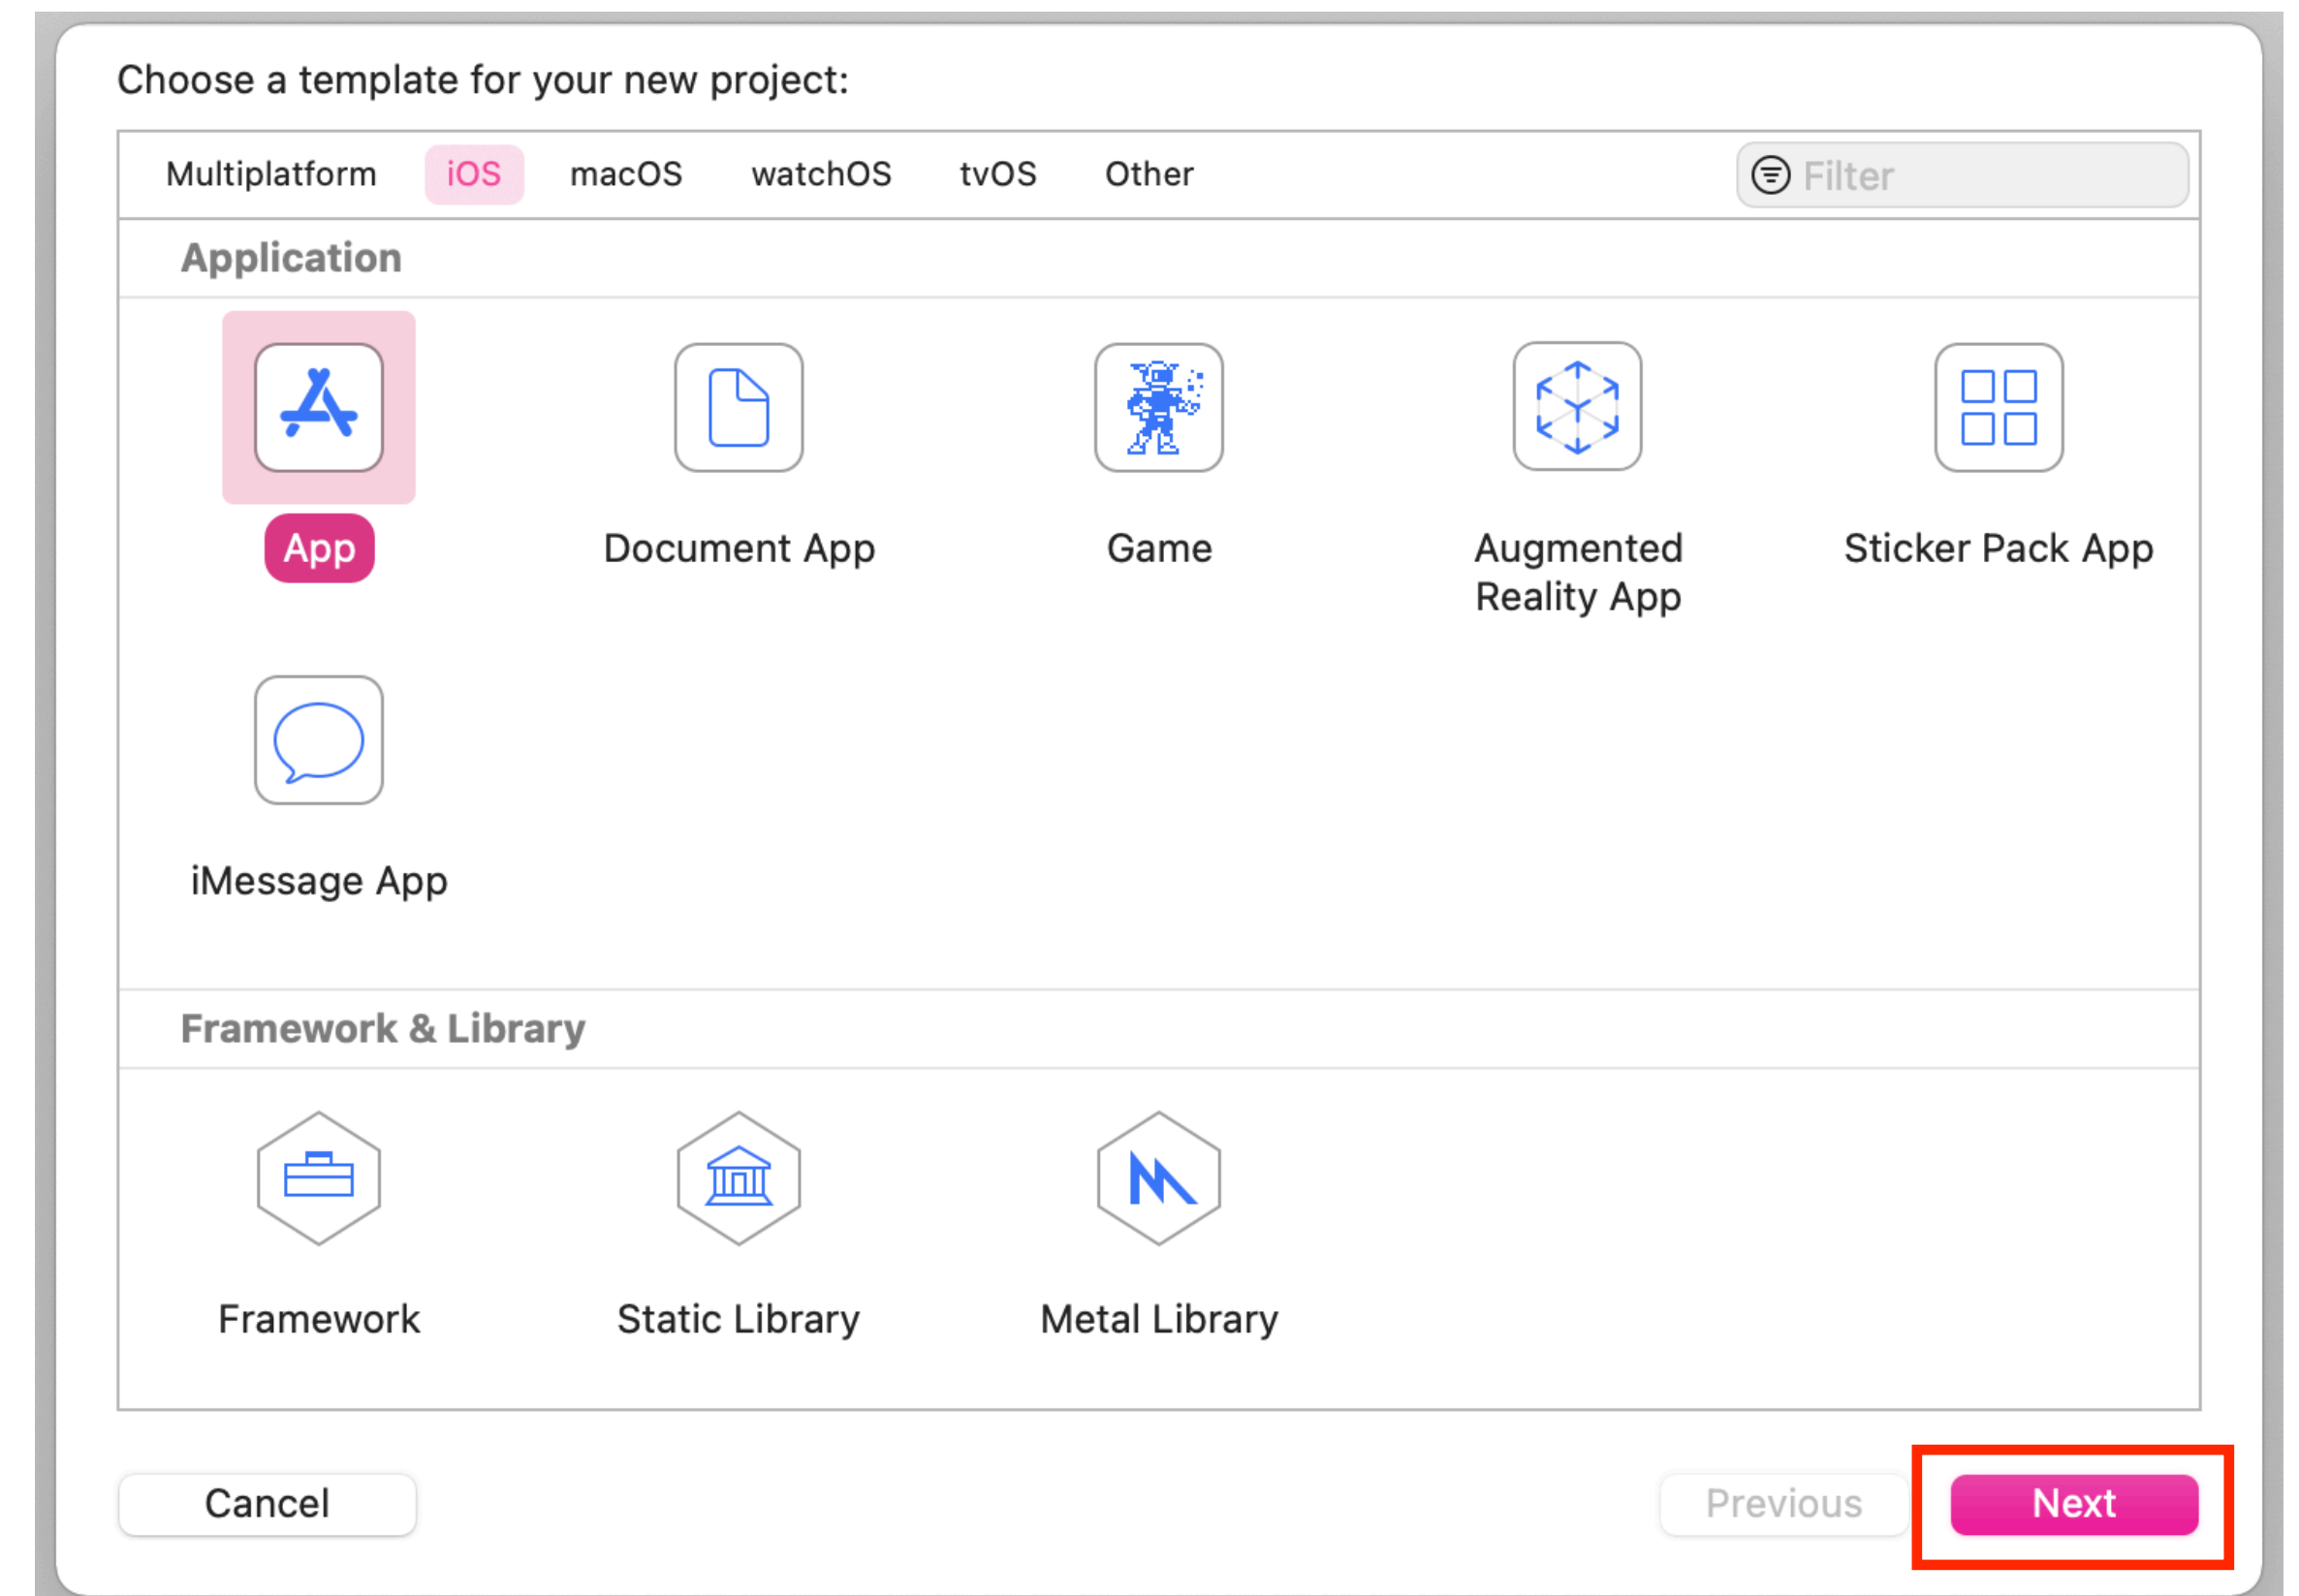 Choose a template for your new project:
Multiplatform iOS macOS watchOS tvOS Other Filter
Application
App Document App Game Augmented Reality App Sticker Pack App
iMessage App
Framework & Library
Framework Static Library Metal Library
Cancel Previous Next